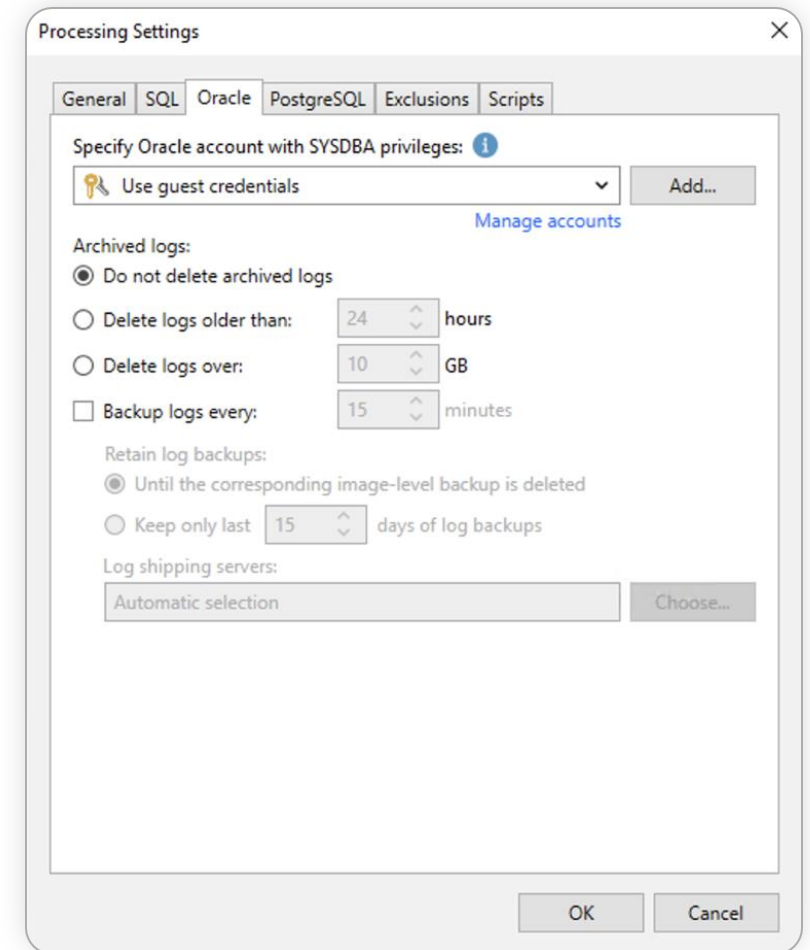 Processing Settings
General SQL Oracle PostgreSQL Exclusions Scripts
Specify Oracle account with SYSDBA privileges:
Use guest credentials Add...
Manage accounts
Archived logs:
Do not delete archived logs
Delete logs older than: 24 hours
Delete logs over: 10 GB
Backup logs every: 15 minutes
Retain log backups:
Until the corresponding image-level backup is deleted
Keep only last 15 days of log backups
Log shipping servers:
Automatic selection Choose...
OK Cancel